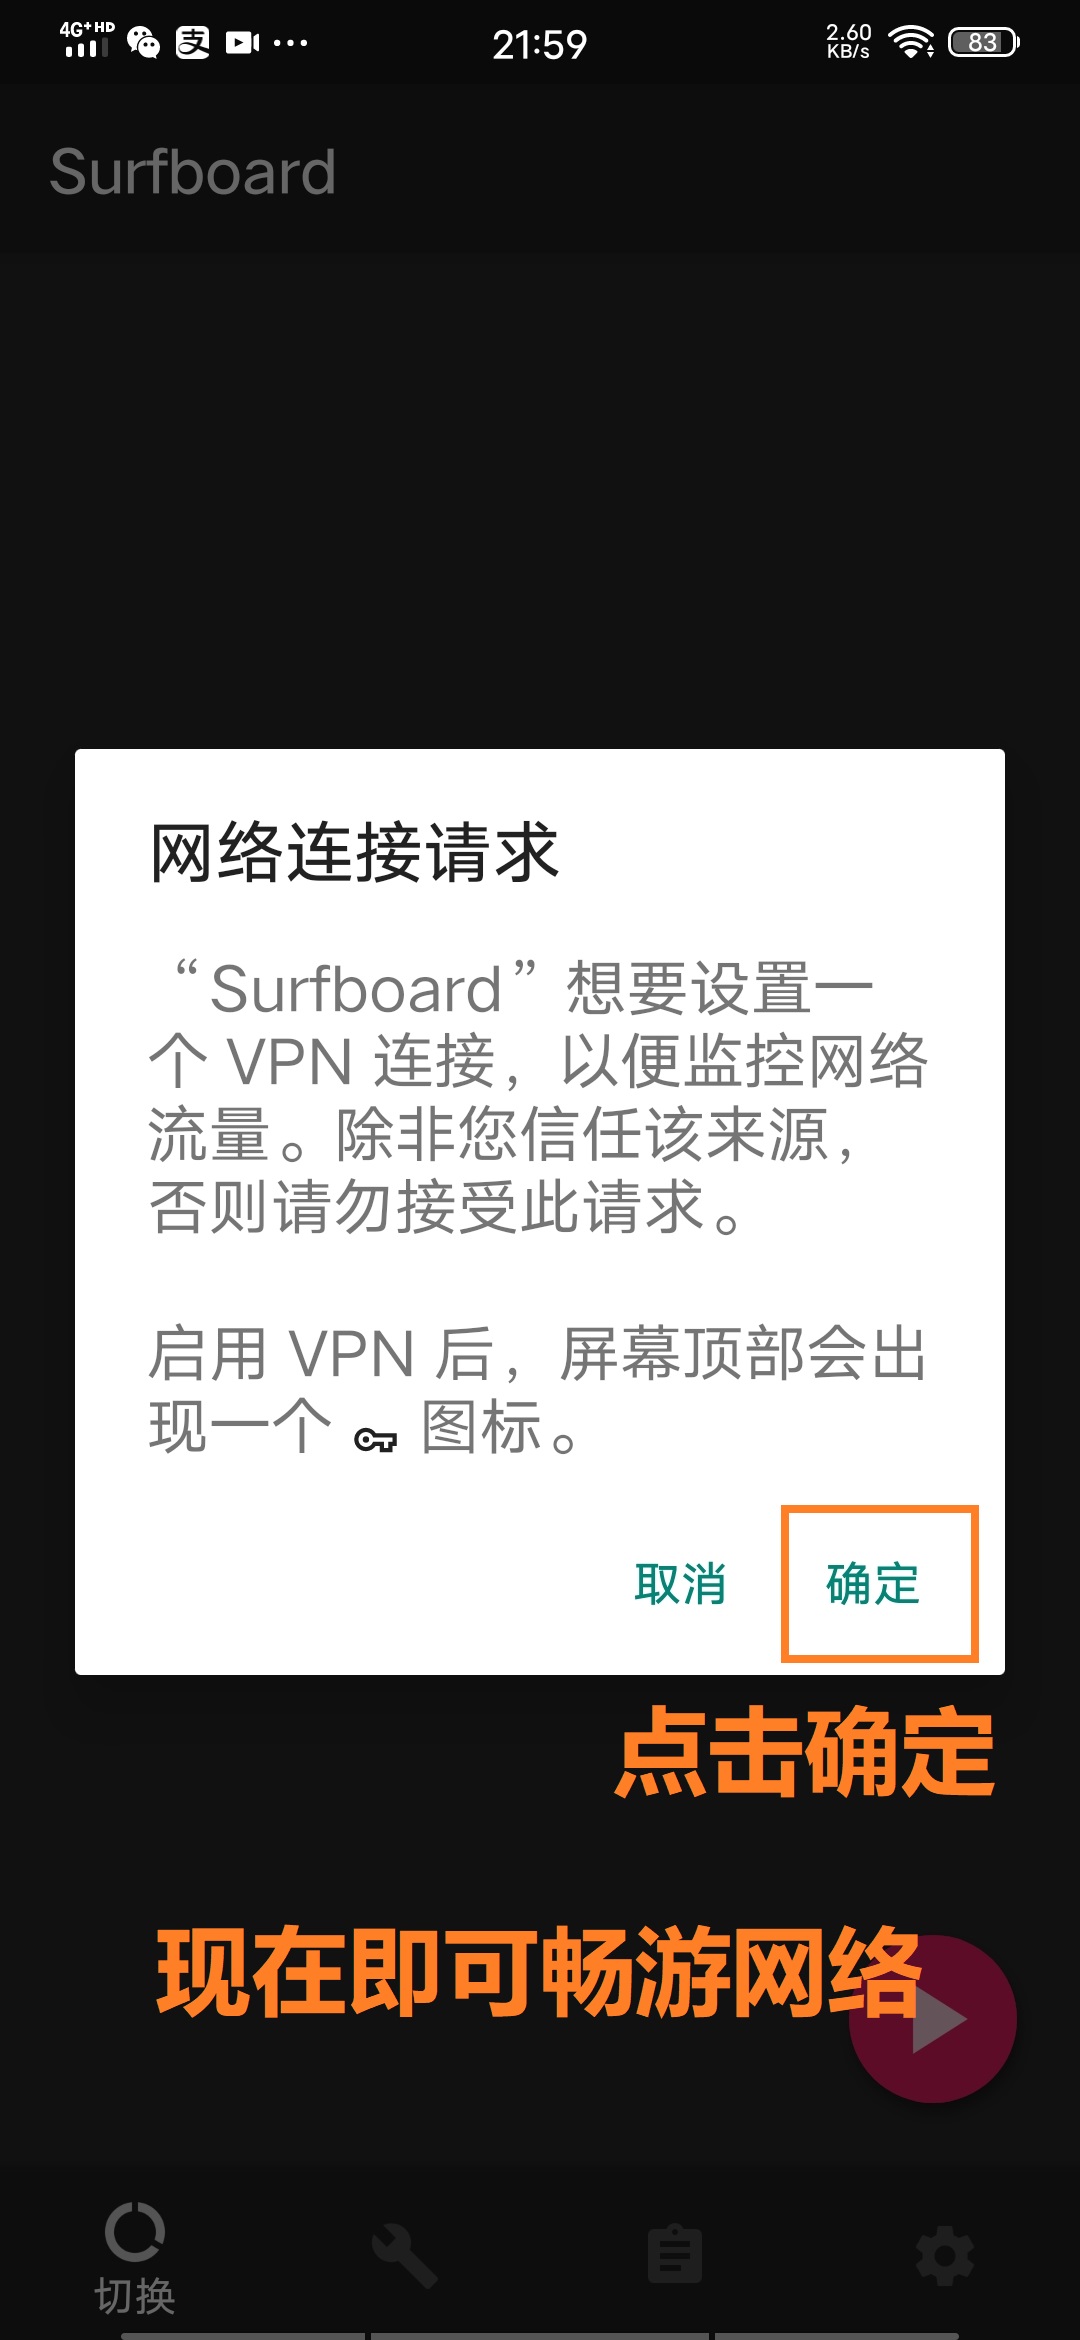 4G+ HD
支
21:59
2.60
KB/s
83
Surfboard
网络连接请求
“Surfboard”想要设置一
个 VPN 连接，以便监控网络
流量。除非您信任该来源，
否则请勿接受此请求。
启用 VPN 后，屏幕顶部会出
现一个 图标。
取消
确定
点击确定
现在即可畅游网络
切换